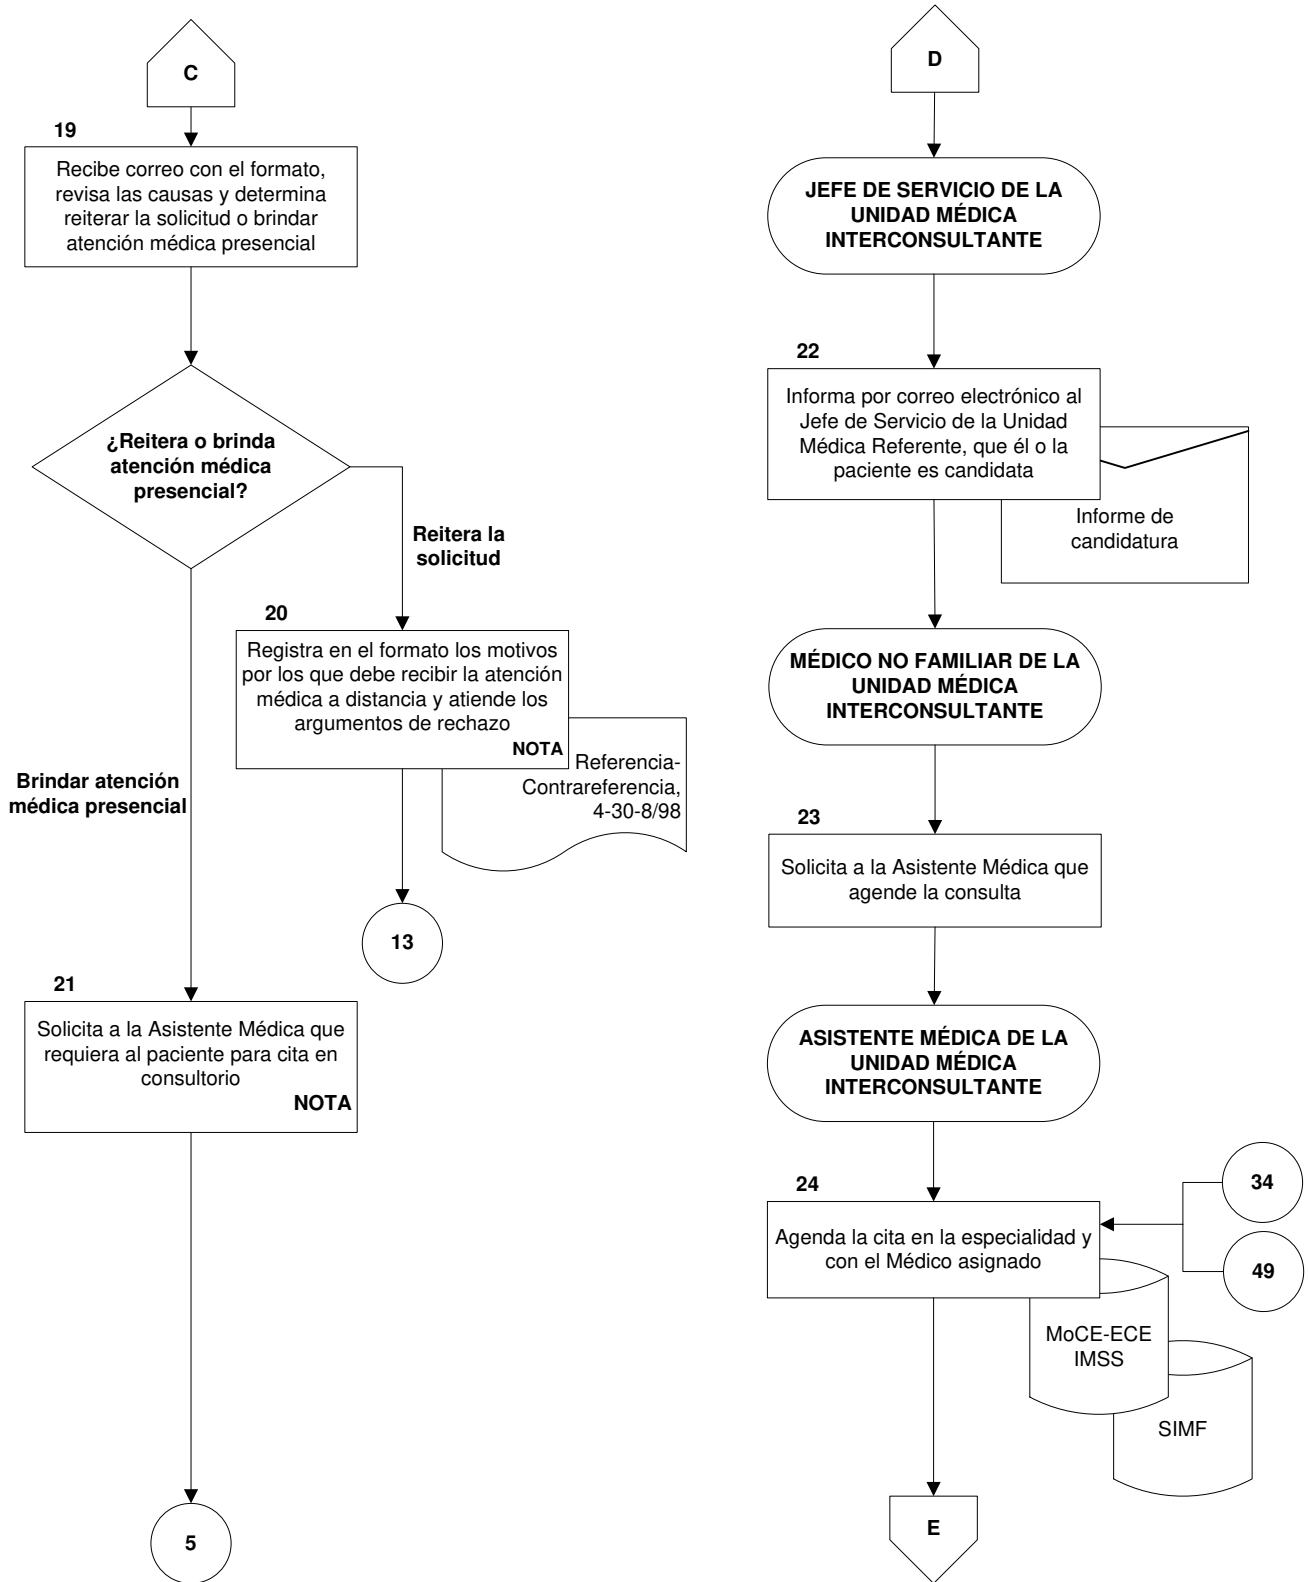 C
19
Recibe correo con el formato,
revisa las causas y determina
reiterar la solicitud o brindar
atención médica presencial
¿Reitera o brinda
atención médica
presencial?
Reitera la
solicitud
20
Registra en el formato los motivos
por los que debe recibir la atención
médica a distancia y atiende los
argumentos de rechazo
NOTA
Referencia-
Contrareferencia,
4-30-8/98
Brindar atención
médica presencial
13
21
Solicita a la Asistente Médica que
requiera al paciente para cita en
consultorio
NOTA
5
D
JEFE DE SERVICIO DE LA
UNIDAD MÉDICA
INTERCONSULTANTE
22
Informa por correo electrónico al
Jefe de Servicio de la Unidad
Médica Referente, que él o la
paciente es candidata
Informe de
candidatura
MÉDICO NO FAMILIAR DE LA
UNIDAD MÉDICA
INTERCONSULTANTE
23
Solicita a la Asistente Médica que
agende la consulta
ASISTENTE MÉDICA DE LA
UNIDAD MÉDICA
INTERCONSULTANTE
24
Agenda la cita en la especialidad y
con el Médico asignado
34
49
MoCE-ECE
IMSS
SIMF
E